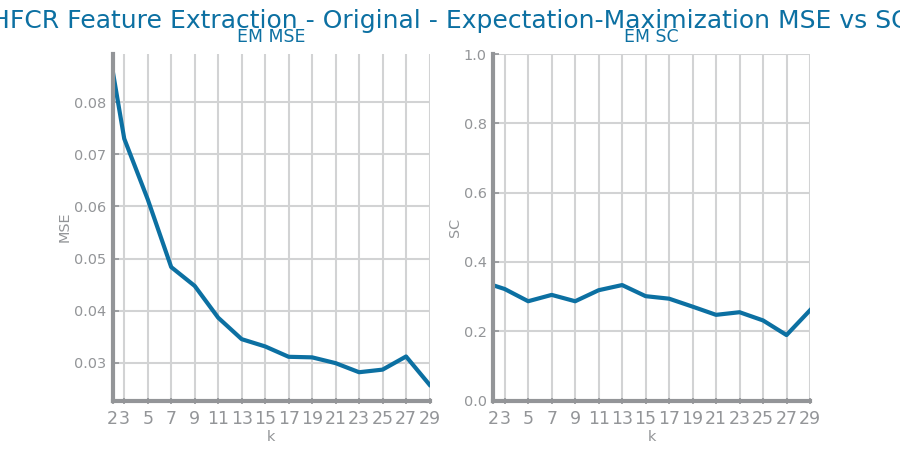 HFCR Feature Extraction - Original - Expectation-Maximization MSE vs SC
EM MSE
EM SC
0.08
0.07
0.06
0.05
0.04
0.03
MSE
2 3 5 7 9 11 13 15 17 19 21 23 25 27 29
k
1.0
0.8
0.6
0.4
0.2
0.0
SC
2 3 5 7 9 11 13 15 17 19 21 23 25 27 29
k